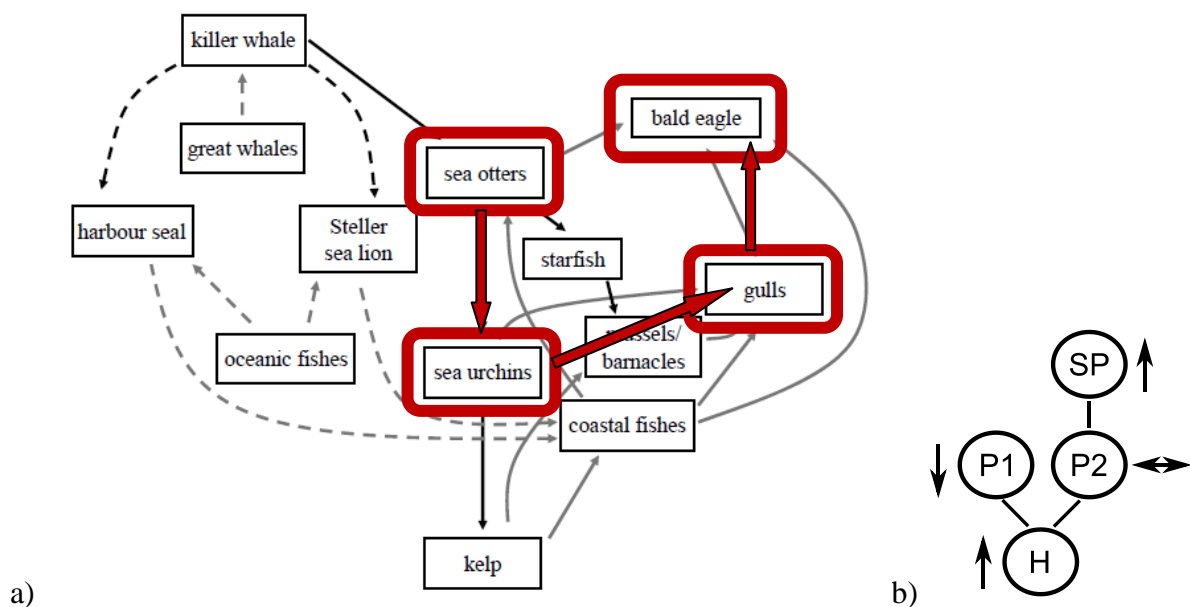 killer whale
bald eagle
great whales
sea otters
harbour seal
Steller
sea lion
starfish
gulls
mussels/
barnacles
oceanic fishes
sea urchins
coastal fishes
SP
P1
P2
kelp
H
a)
b)